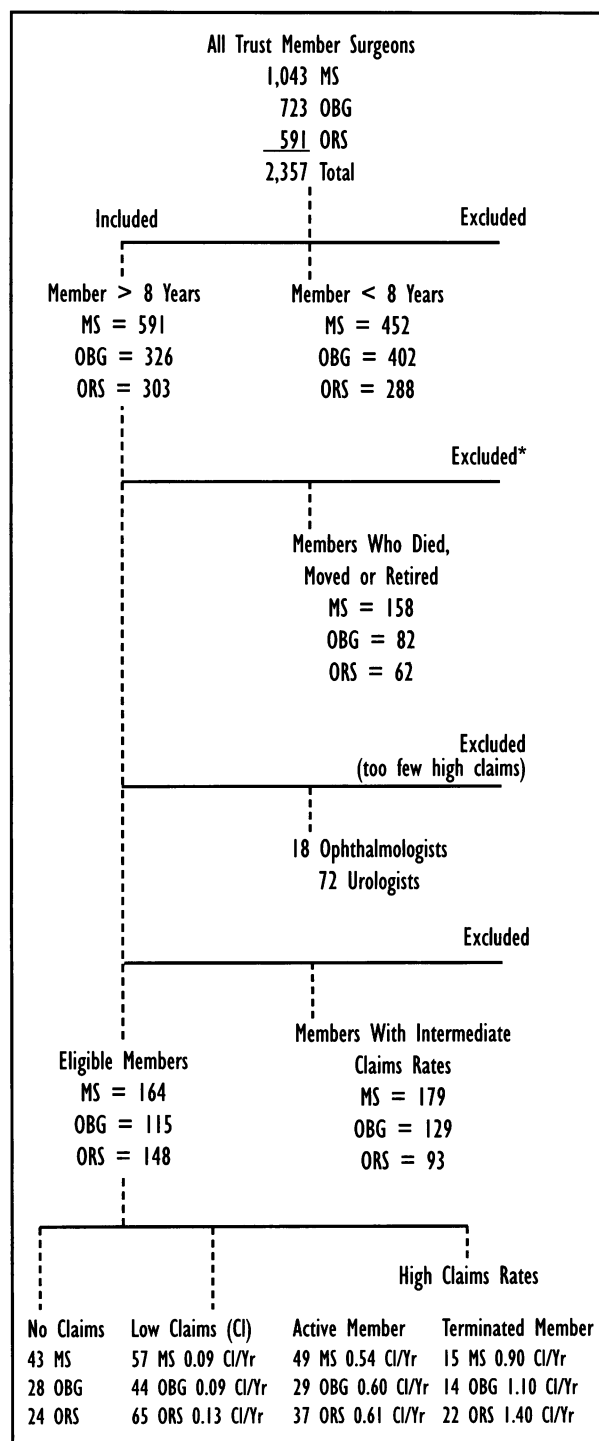 All Trust Member Surgeons
1,043 MS
723 OBG
591 ORS
2,357 Total
Included
Excluded
Member > 8 Years
MS = 591
OBG = 326
ORS = 303
Member < 8 Years
MS = 452
OBG = 402
ORS = 288
Excluded*
Members Who Died,
Moved or Retired
MS = 158
OBG = 82
ORS = 62
Excluded
(too few high claims)
18 Ophthalmologists
72 Urologists
Excluded
Eligible Members
MS = 164
OBG = 115
ORS = 148
Members With Intermediate
Claims Rates
MS = 179
OBG = 129
ORS = 93
High Claims Rates
No Claims
43 MS
28 OBG
24 ORS
Low Claims (Cl)
57 MS 0.09 Cl/Yr
44 OBG 0.09 Cl/Yr
65 ORS 0.13 Cl/Yr
Active Member
49 MS 0.54 Cl/Yr
29 OBG 0.60 Cl/Yr
37 ORS 0.61 Cl/Yr
Terminated Member
15 MS 0.90 Cl/Yr
14 OBG 1.10 Cl/Yr
22 ORS 1.40 Cl/Yr